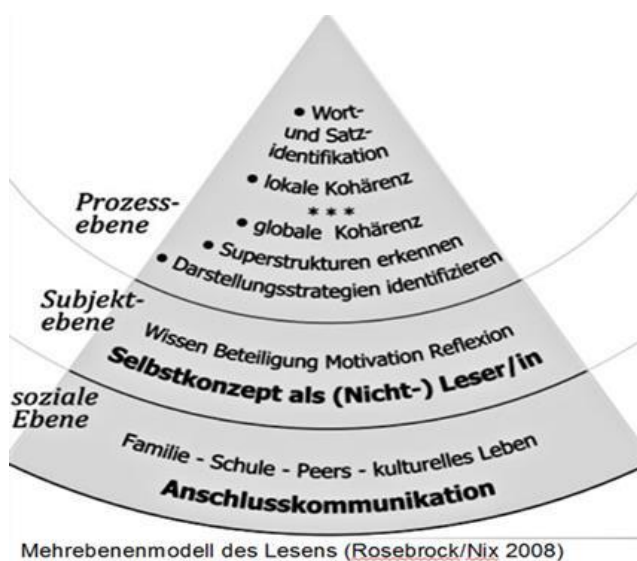 • Wort-
und Satz-
identifikation
• lokale Kohärenz
* * *
• globale Kohärenz
• Superstrukturen erkennen
• Darstellungsstrategien identifizieren
Prozess-
ebene
Wissen Beteiligung Motivation Reflexion
Selbstkonzept als (Nicht-) Leser/in
Subjekt-
ebene
Familie - Schule - Peers - kulturelles Leben
Anschlusskommunikation
soziale
Ebene
Mehrebenenmodell des Lesens (Rosebrock/Nix 2008)